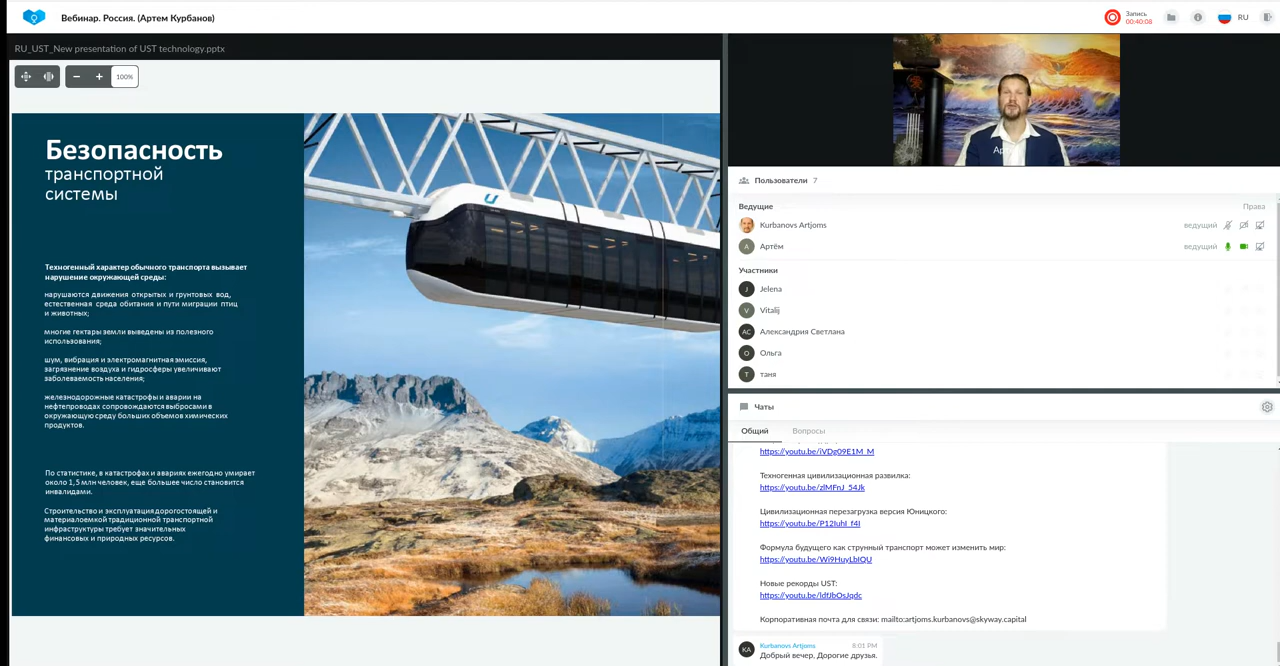 Вебинар. Россия. (Артем Курбанов)
Запись
00:40:08
RU
RU_UST_New presentation of UST technology.pptx
100%
Безопасность
транспортной
системы
Техногенный характер обычного транспорта вызывает
нарушение окружающей среды:
нарушаются движения открытых и грунтовых вод,
естественная среда обитания и пути миграции птиц
и животных;
многие гектары земли выведены из полезного
использования;
шум, вибрация и электромагнитная эмиссия,
загрязнение воздуха и гидросферы увеличивают
заболеваемость населения;
железнодорожные катастрофы и аварии на
нефтепроводах сопровождаются выбросами в
окружающую среду больших объемов химических
продуктов.
По статистике, в катастрофах и авариях ежегодно умирает
около 1,5 млн человек, еще большее число становится
инвалидами.
Строительство и эксплуатация дорогостоящей и
материалоемкой традиционной транспортной
инфраструктуры требует значительных
финансовых и природных ресурсов.
Ар
Пользователи 7
Ведущие Права
Kurbanovs Artjoms ведущий
А Артём ведущий
Участники
J Jelena
V Vitalij
АС Александрия Светлана
О Ольга
Т таня
Чаты
Общий Вопросы
https://youtu.be/iVDg09E1M_M
Техногенная цивилизационная развилка:
https://youtu.be/zlMFnJ_54Jk
Цивилизационная перезагрузка версия Юницкого:
https://youtu.be/P12IuhI_f4I
Формула будущего как струнный транспорт может изменить мир:
https://youtu.be/Wi9HuyLbIQU
Новые рекорды UST:
https://youtu.be/ldfJbOsJqdc
Корпоративная почта для связи: mailto:artjoms.kurbanovs@skyway.capital
KA Kurbanovs Artjoms 8:01 PM
Добрый вечер. Дорогие друзья.